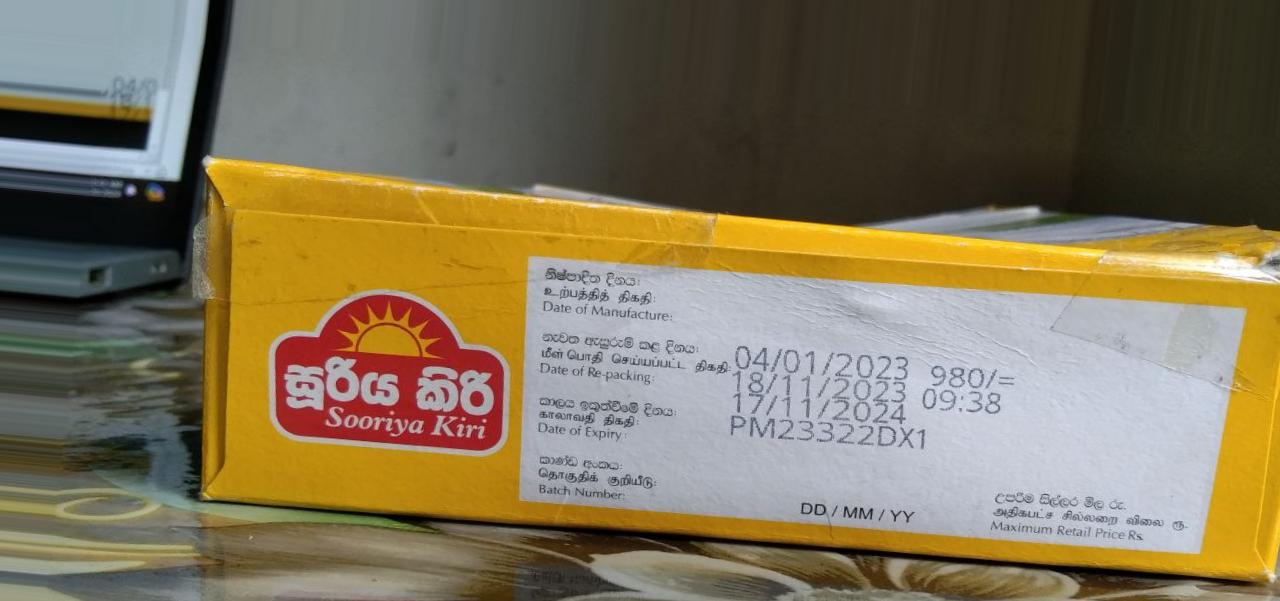 සූරිය කිරි
Sooriya Kiri
නිෂ්පාදිත දිනය:
உற்பத்தித் திகதி:
Date of Manufacture:
නැවත ඇසුරුම් කළ දිනය:
மீள் பொதி செய்யப்பட்ட திகதி:
Date of Re-packing:
කාලය ඉකුත්වීමේ දිනය:
காலாவதி திகதி:
Date of Expiry:
කාණ්ඩ අංකය:
தொகுதிக் குறியீடு:
Batch Number:
04/01/2023 980/=
18/11/2023 09:38
17/11/2024
PM23322DX1
DD / MM / YY
උපරිම සිල්ලර මිල රු.
அதிகபட்ச சில்லறை விலை ரூ.
Maximum Retail Price Rs.